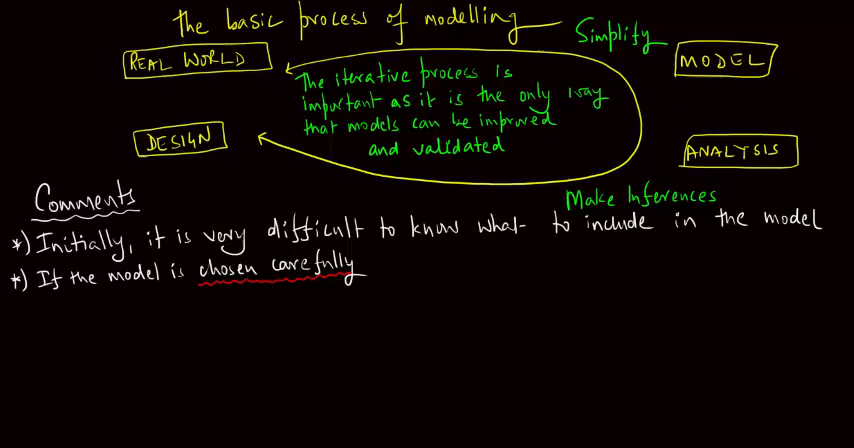 the basic process of modelling
Simplify
REAL WORLD
MODEL
The iterative process is
important as it is the only way
that models can be improved
and validated
DESIGN
ANALYSIS
Make Inferences
Comments
*) Initially, it is very difficult to know what to include in the model
*) If the model is chosen carefully